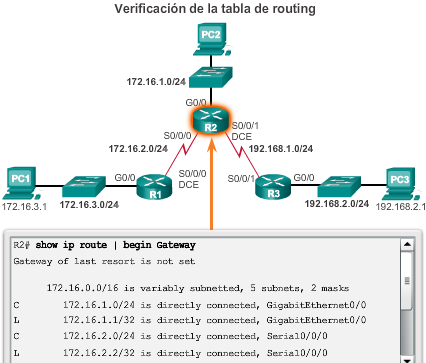 Verificación de la tabla de routing
PC2
172.16.1.0/24
G0/0
R2
S0/0/0
S0/0/1
DCE
172.16.2.0/24
192.168.1.0/24
PC1
172.16.3.1
172.16.3.0/24
G0/0
R1
S0/0/0
DCE
S0/0/1
R3
G0/0
192.168.2.0/24
PC3
192.168.2.1
R2# show ip route | begin Gateway
Gateway of last resort is not set
172.16.0.0/16 is variably subnetted, 5 subnets, 2 masks
C 172.16.1.0/24 is directly connected, GigabitEthernet0/0
L 172.16.1.1/32 is directly connected, GigabitEthernet0/0
C 172.16.2.0/24 is directly connected, Serial0/0/0
L 172.16.2.2/32 is directly connected, Serial0/0/0